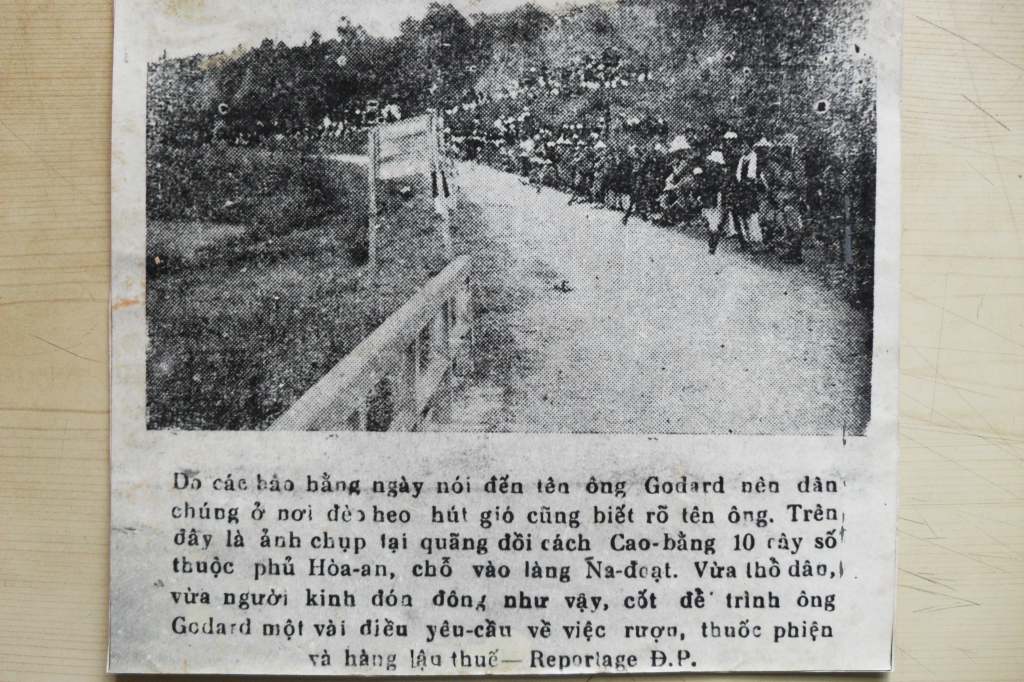 Do các báo hằng ngày nói đến tên ông Godard nên dân
chúng ở nơi đèo heo hút gió cũng biết rõ tên ông. Trên
đây là ảnh chụp tại quãng đồi cách Cao-bằng 10 cây số
thuộc phủ Hòa-an, chỗ vào làng Na-đoạt. Vừa thổ dân,
vừa người kinh đón đông như vậy, cốt để trình ông
Godard một vài điều yêu-cầu về việc rượu, thuốc phiện
và hàng lậu thuế — Reportage Đ.P.